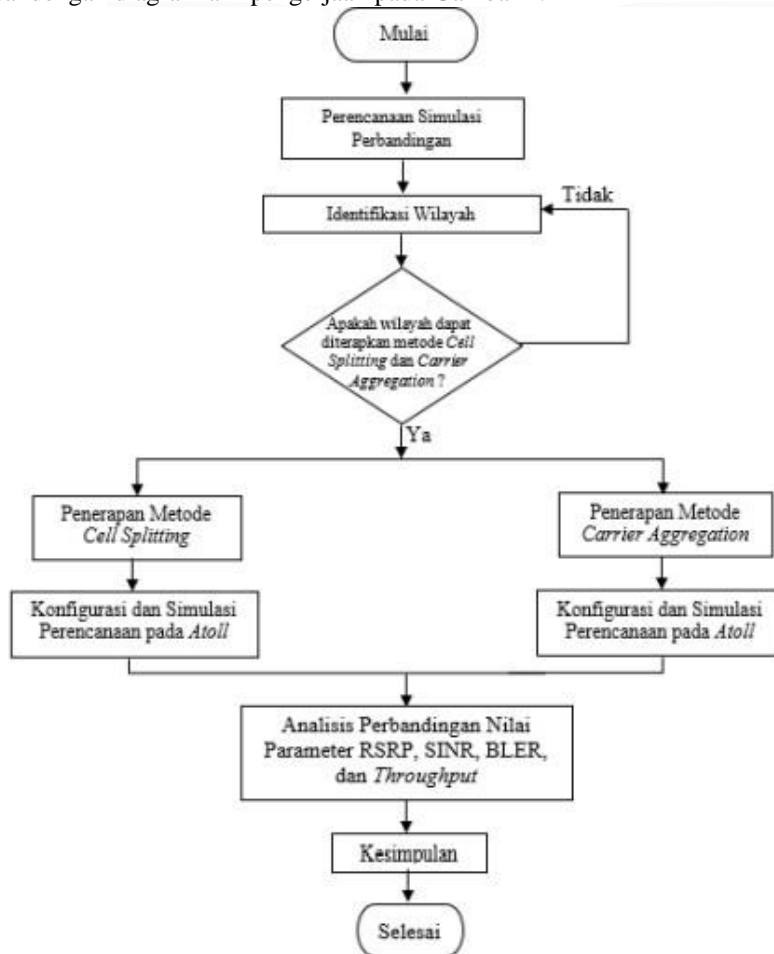 Mulai
Perencanaan Simulasi
Perbandingan
Identifikasi Wilayah
Tidak
Apakah wilayah dapat
diterapkan metode Cell
Splitting dan Carrier
Aggregation ?
Ya
Penerapan Metode
Cell Splitting
Penerapan Metode
Carrier Aggregation
Konfigurasi dan Simulasi
Perencanaan pada Atoll
Konfigurasi dan Simulasi
Perencanaan pada Atoll
Analisis Perbandingan Nilai
Parameter RSRP, SINR, BLER,
dan Throughput
Kesimpulan
Selesai